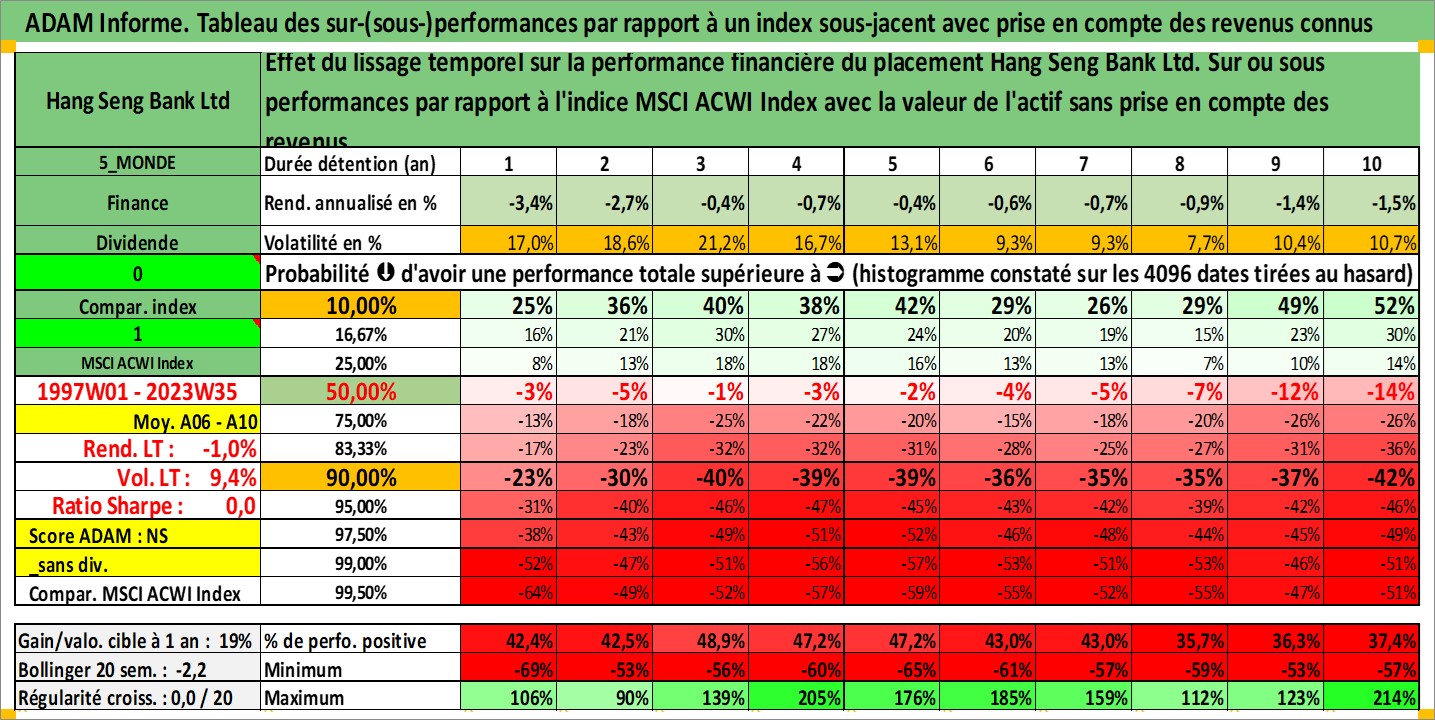 ADAM Informe. Tableau des sur-(sous-)performances par rapport à un index sous-jacent avec prise en compte des revenus connus
Hang Seng Bank Ltd
Effet du lissage temporel sur la performance financière du placement Hang Seng Bank Ltd. Sur ou sous
performances par rapport à l'indice MSCI ACWI Index avec la valeur de l'actif sans prise en compte des
revenus
5_MONDE Durée détention (an) 1 2 3 4 5 6 7 8 9 10
Finance Rend. annualisé en % -3,4% -2,7% -0,4% -0,7% -0,4% -0,6% -0,7% -0,9% -1,4% -1,5%
Dividende Volatilité en % 17,0% 18,6% 21,2% 16,7% 13,1% 9,3% 9,3% 7,7% 10,4% 10,7%
0 Probabilité d'avoir une performance totale supérieure à (histogramme constaté sur les 4096 dates tirées au hasard)
Compar. index 10,00% 25% 36% 40% 38% 42% 29% 26% 29% 49% 52%
1 16,67% 16% 21% 30% 27% 24% 20% 19% 15% 23% 30%
MSCI ACWI Index 25,00% 8% 13% 18% 18% 16% 13% 13% 7% 10% 14%
1997W01 - 2023W35 50,00% -3% -5% -1% -3% -2% -4% -5% -7% -12% -14%
Moy. A06 - A10 75,00% -13% -18% -25% -22% -20% -15% -18% -20% -26% -26%
Rend. LT : -1,0% 83,33% -17% -23% -32% -32% -31% -28% -25% -27% -31% -36%
Vol. LT : 9,4% 90,00% -23% -30% -40% -39% -39% -36% -35% -35% -37% -42%
Ratio Sharpe : 0,0 95,00% -31% -40% -46% -47% -45% -43% -42% -39% -42% -46%
Score ADAM : NS 97,50% -38% -43% -49% -51% -52% -46% -48% -44% -45% -49%
_sans div. 99,00% -52% -47% -51% -56% -57% -53% -51% -53% -46% -51%
Compar. MSCI ACWI Index 99,50% -64% -49% -52% -57% -59% -55% -52% -55% -47% -51%
Gain/valo. cible à 1 an : 19% % de perfo. positive 42,4% 42,5% 48,9% 47,2% 47,2% 43,0% 43,0% 35,7% 36,3% 37,4%
Bollinger 20 sem. : -2,2 Minimum -69% -53% -56% -60% -65% -61% -57% -59% -53% -57%
Régularité croiss. : 0,0 / 20 Maximum 106% 90% 139% 205% 176% 185% 159% 112% 123% 214%